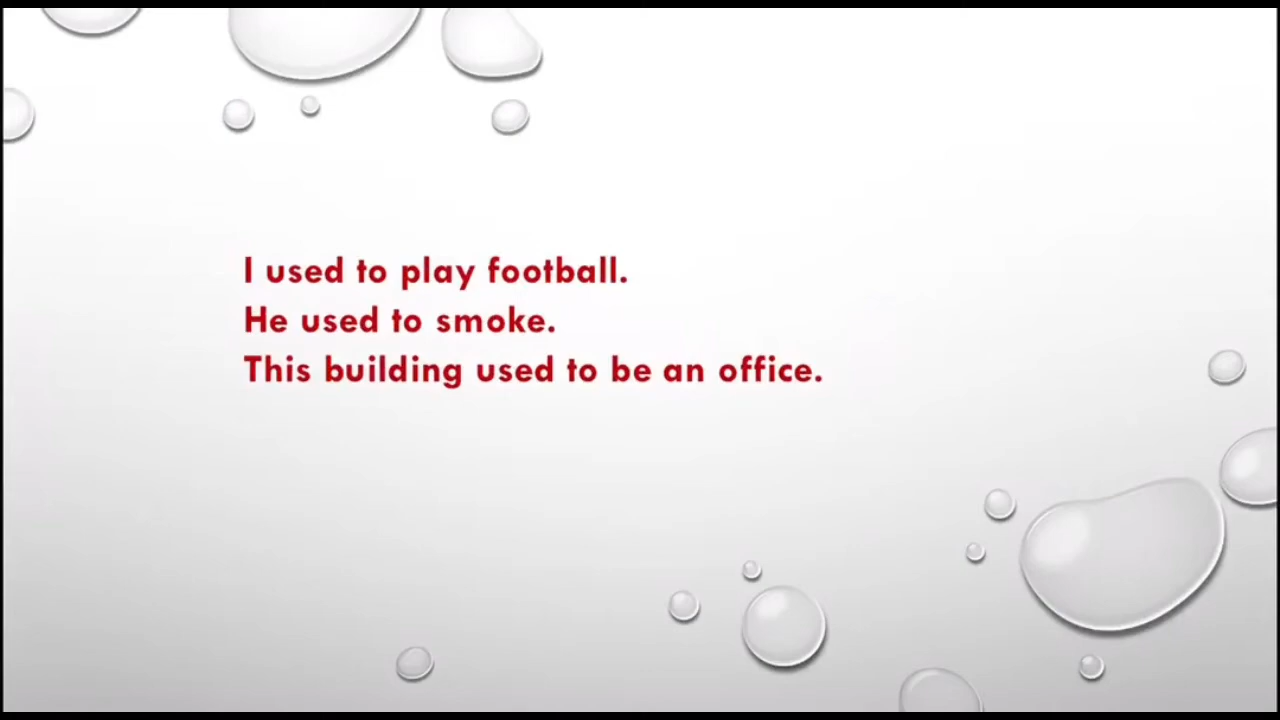 I used to play football.
He used to smoke.
This building used to be an office.